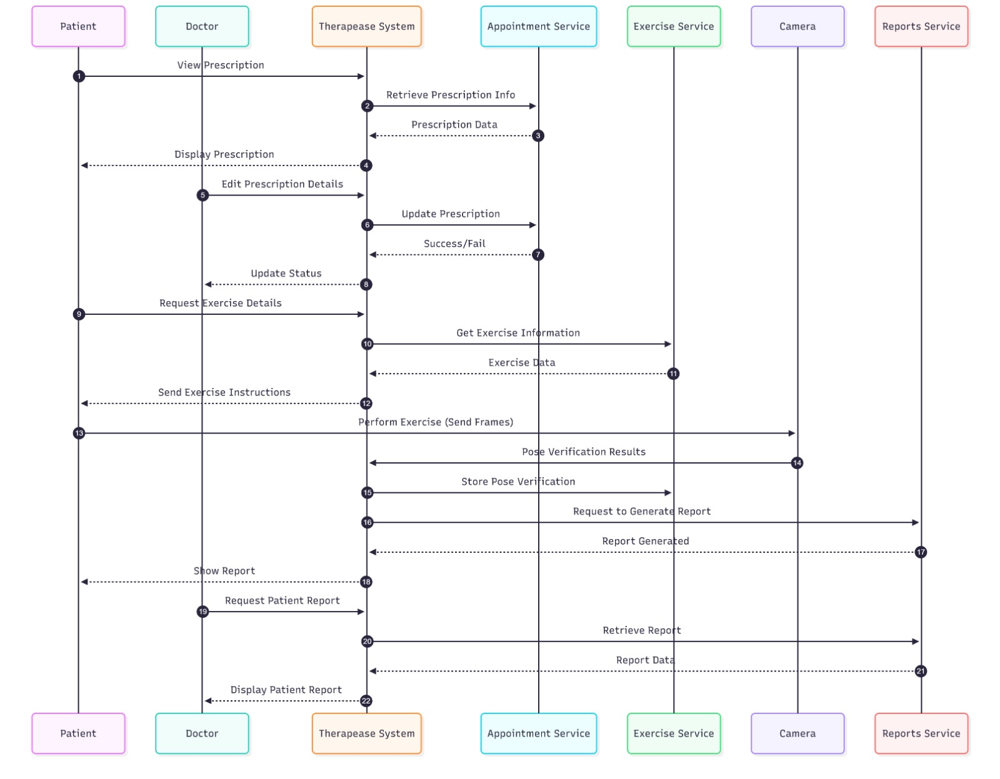 Patient
Doctor
Therapease System
Appointment Service
Exercise Service
Camera
Reports Service
View Prescription
1
Retrieve Prescription Info
2
Prescription Data
3
Display Prescription
4
Edit Prescription Details
5
Update Prescription
6
Success/Fail
7
Update Status
8
Request Exercise Details
9
Get Exercise Information
10
Exercise Data
11
Send Exercise Instructions
12
Perform Exercise (Send Frames)
13
Pose Verification Results
14
Store Pose Verification
15
Request to Generate Report
16
Report Generated
17
Show Report
18
Request Patient Report
19
Retrieve Report
20
Report Data
21
Display Patient Report
22
Patient
Doctor
Therapease System
Appointment Service
Exercise Service
Camera
Reports Service